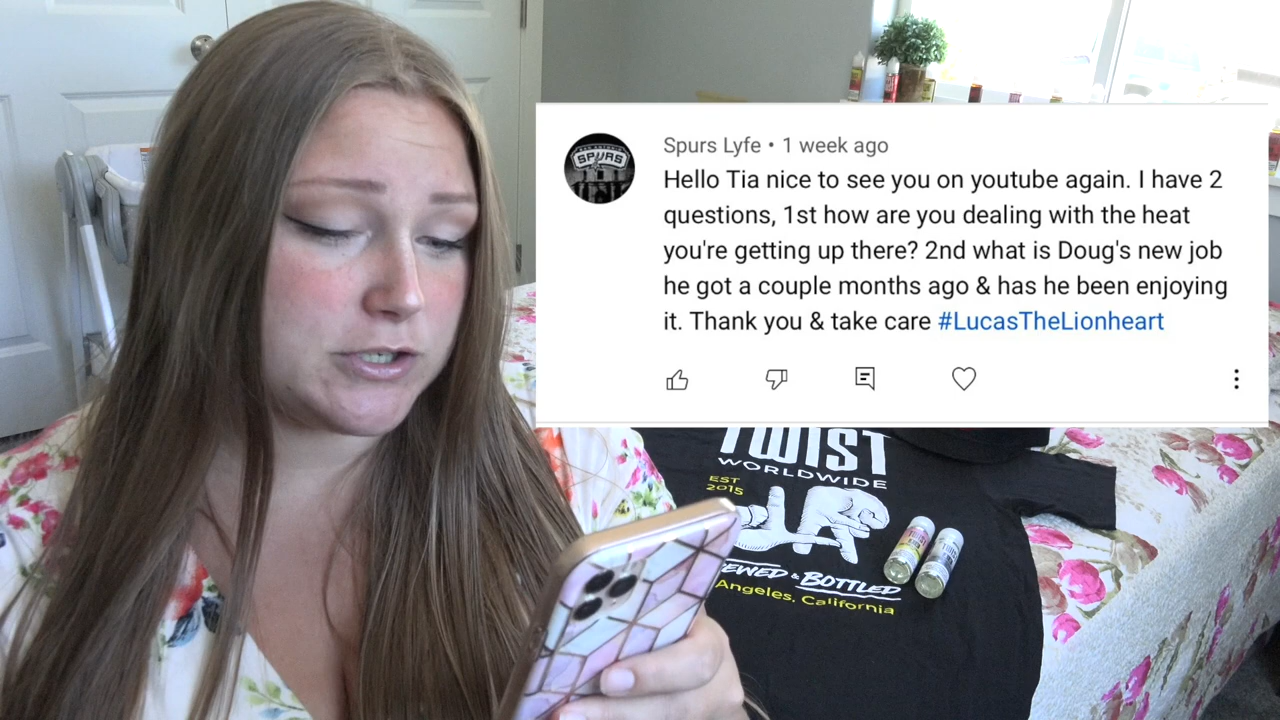 Spurs Lyfe • 1 week ago
SPURS
Hello Tia nice to see you on youtube again. I have 2
questions, 1st how are you dealing with the heat
you're getting up there? 2nd what is Doug's new job
he got a couple months ago & has he been enjoying
it. Thank you & take care #LucasTheLionheart
TWIST
WORLDWIDE
EST
2015
BOTTLED
Angeles, California